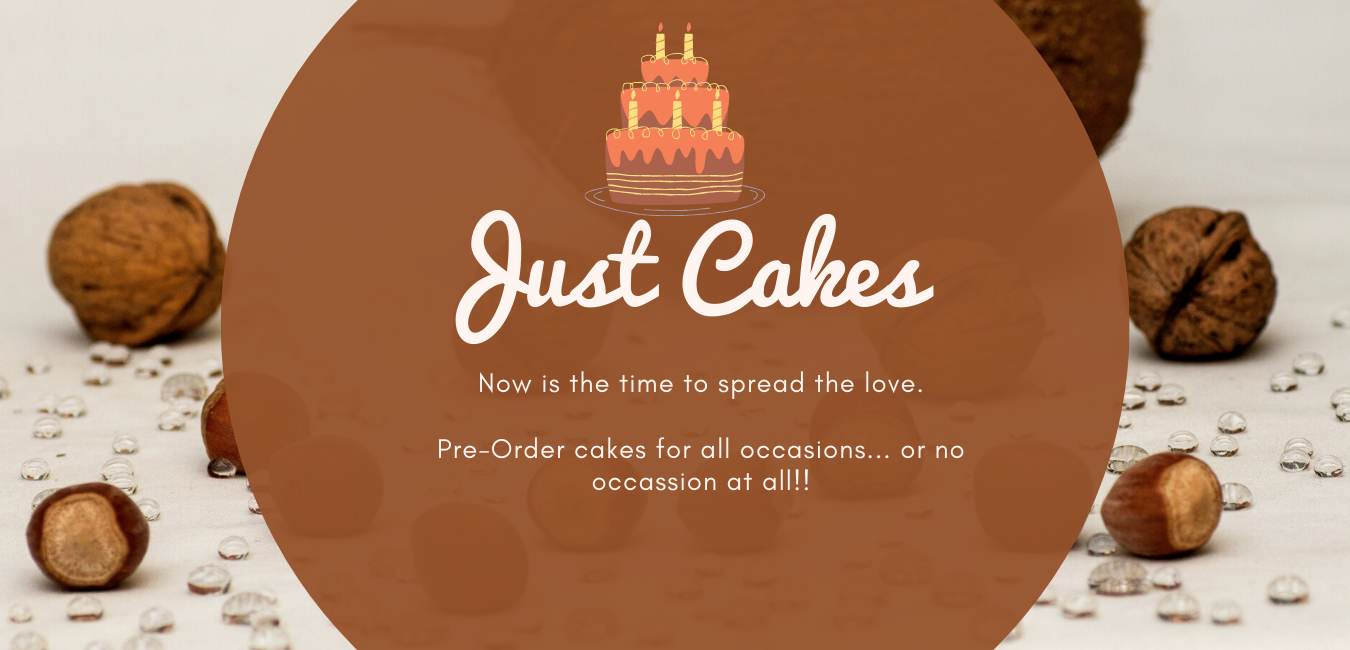 Just Cakes
Now is the time to spread the love.
Pre-Order cakes for all occasions... or no
occassion at all!!